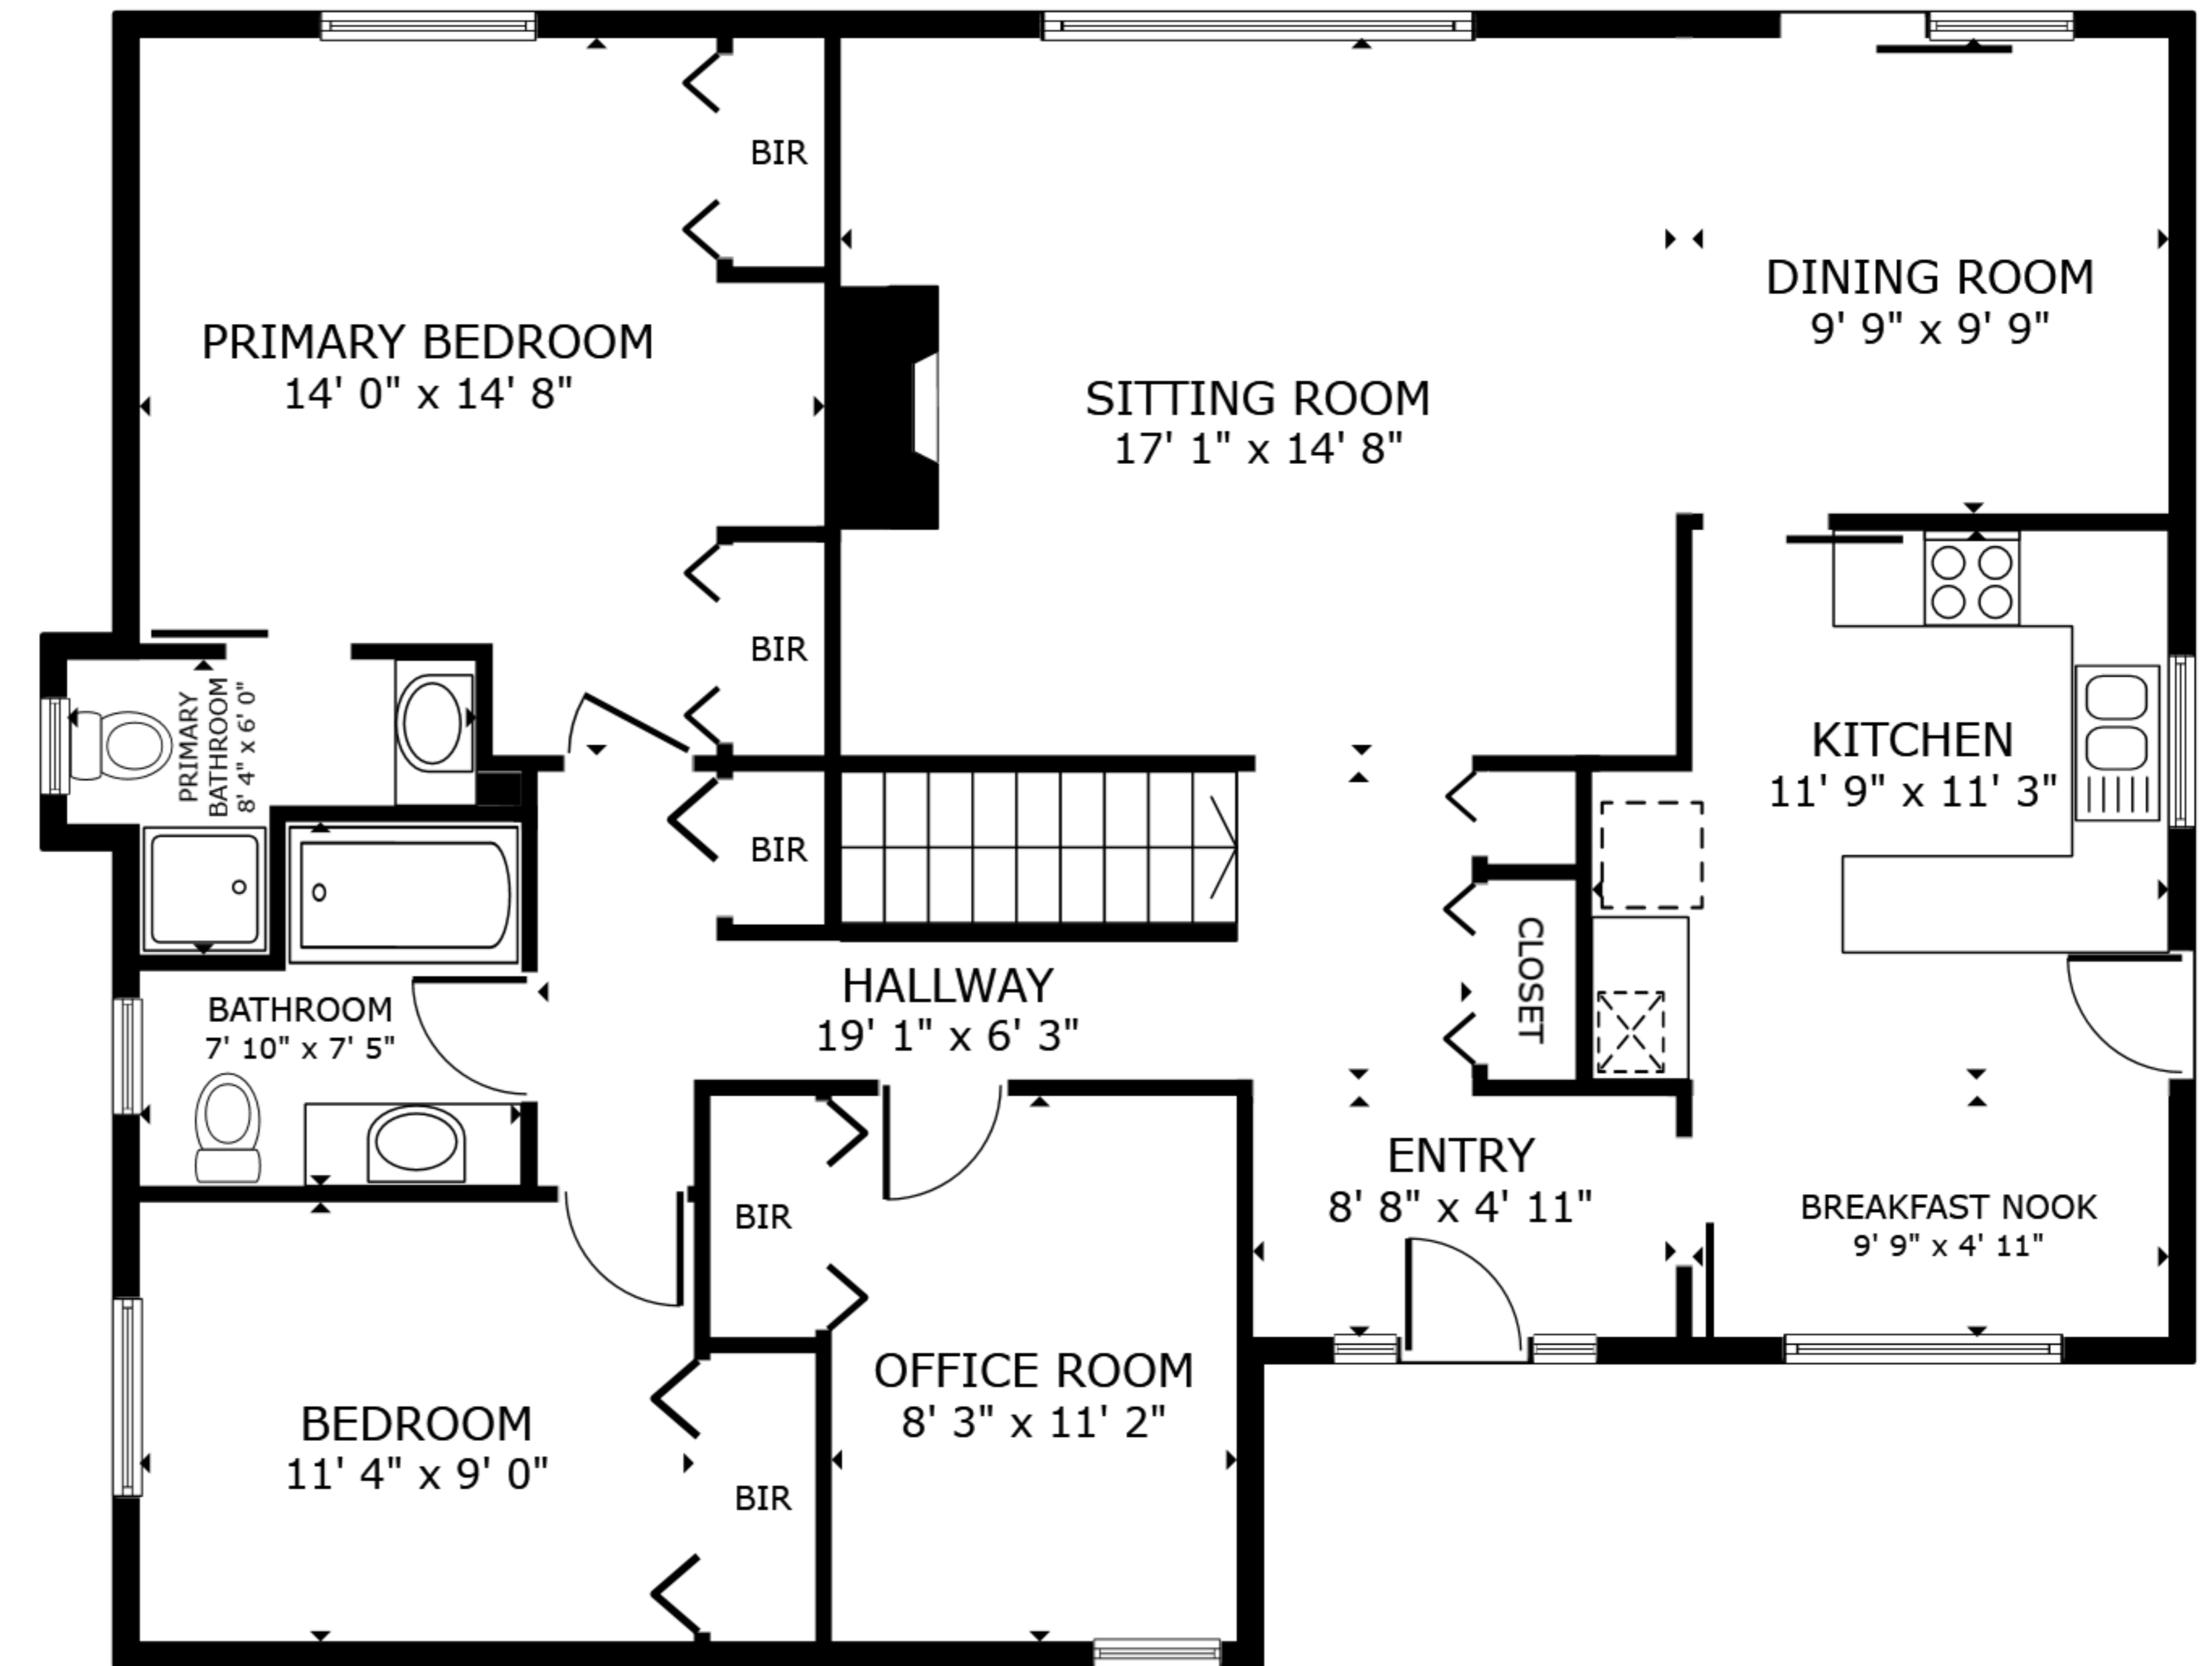 BIR
DINING ROOM
9' 9" x 9' 9"
PRIMARY BEDROOM
14' 0" x 14' 8"
SITTING ROOM
17' 1" x 14' 8"
BIR
PRIMARY
BATHROOM
8' 4" x 6' 0"
KITCHEN
11' 9" x 11' 3"
BIR
CLOSET
HALLWAY
19' 1" x 6' 3"
BATHROOM
7' 10" x 7' 5"
ENTRY
8' 8" x 4' 11"
BIR
BREAKFAST NOOK
9' 9" x 4' 11"
OFFICE ROOM
8' 3" x 11' 2"
BEDROOM
11' 4" x 9' 0"
BIR